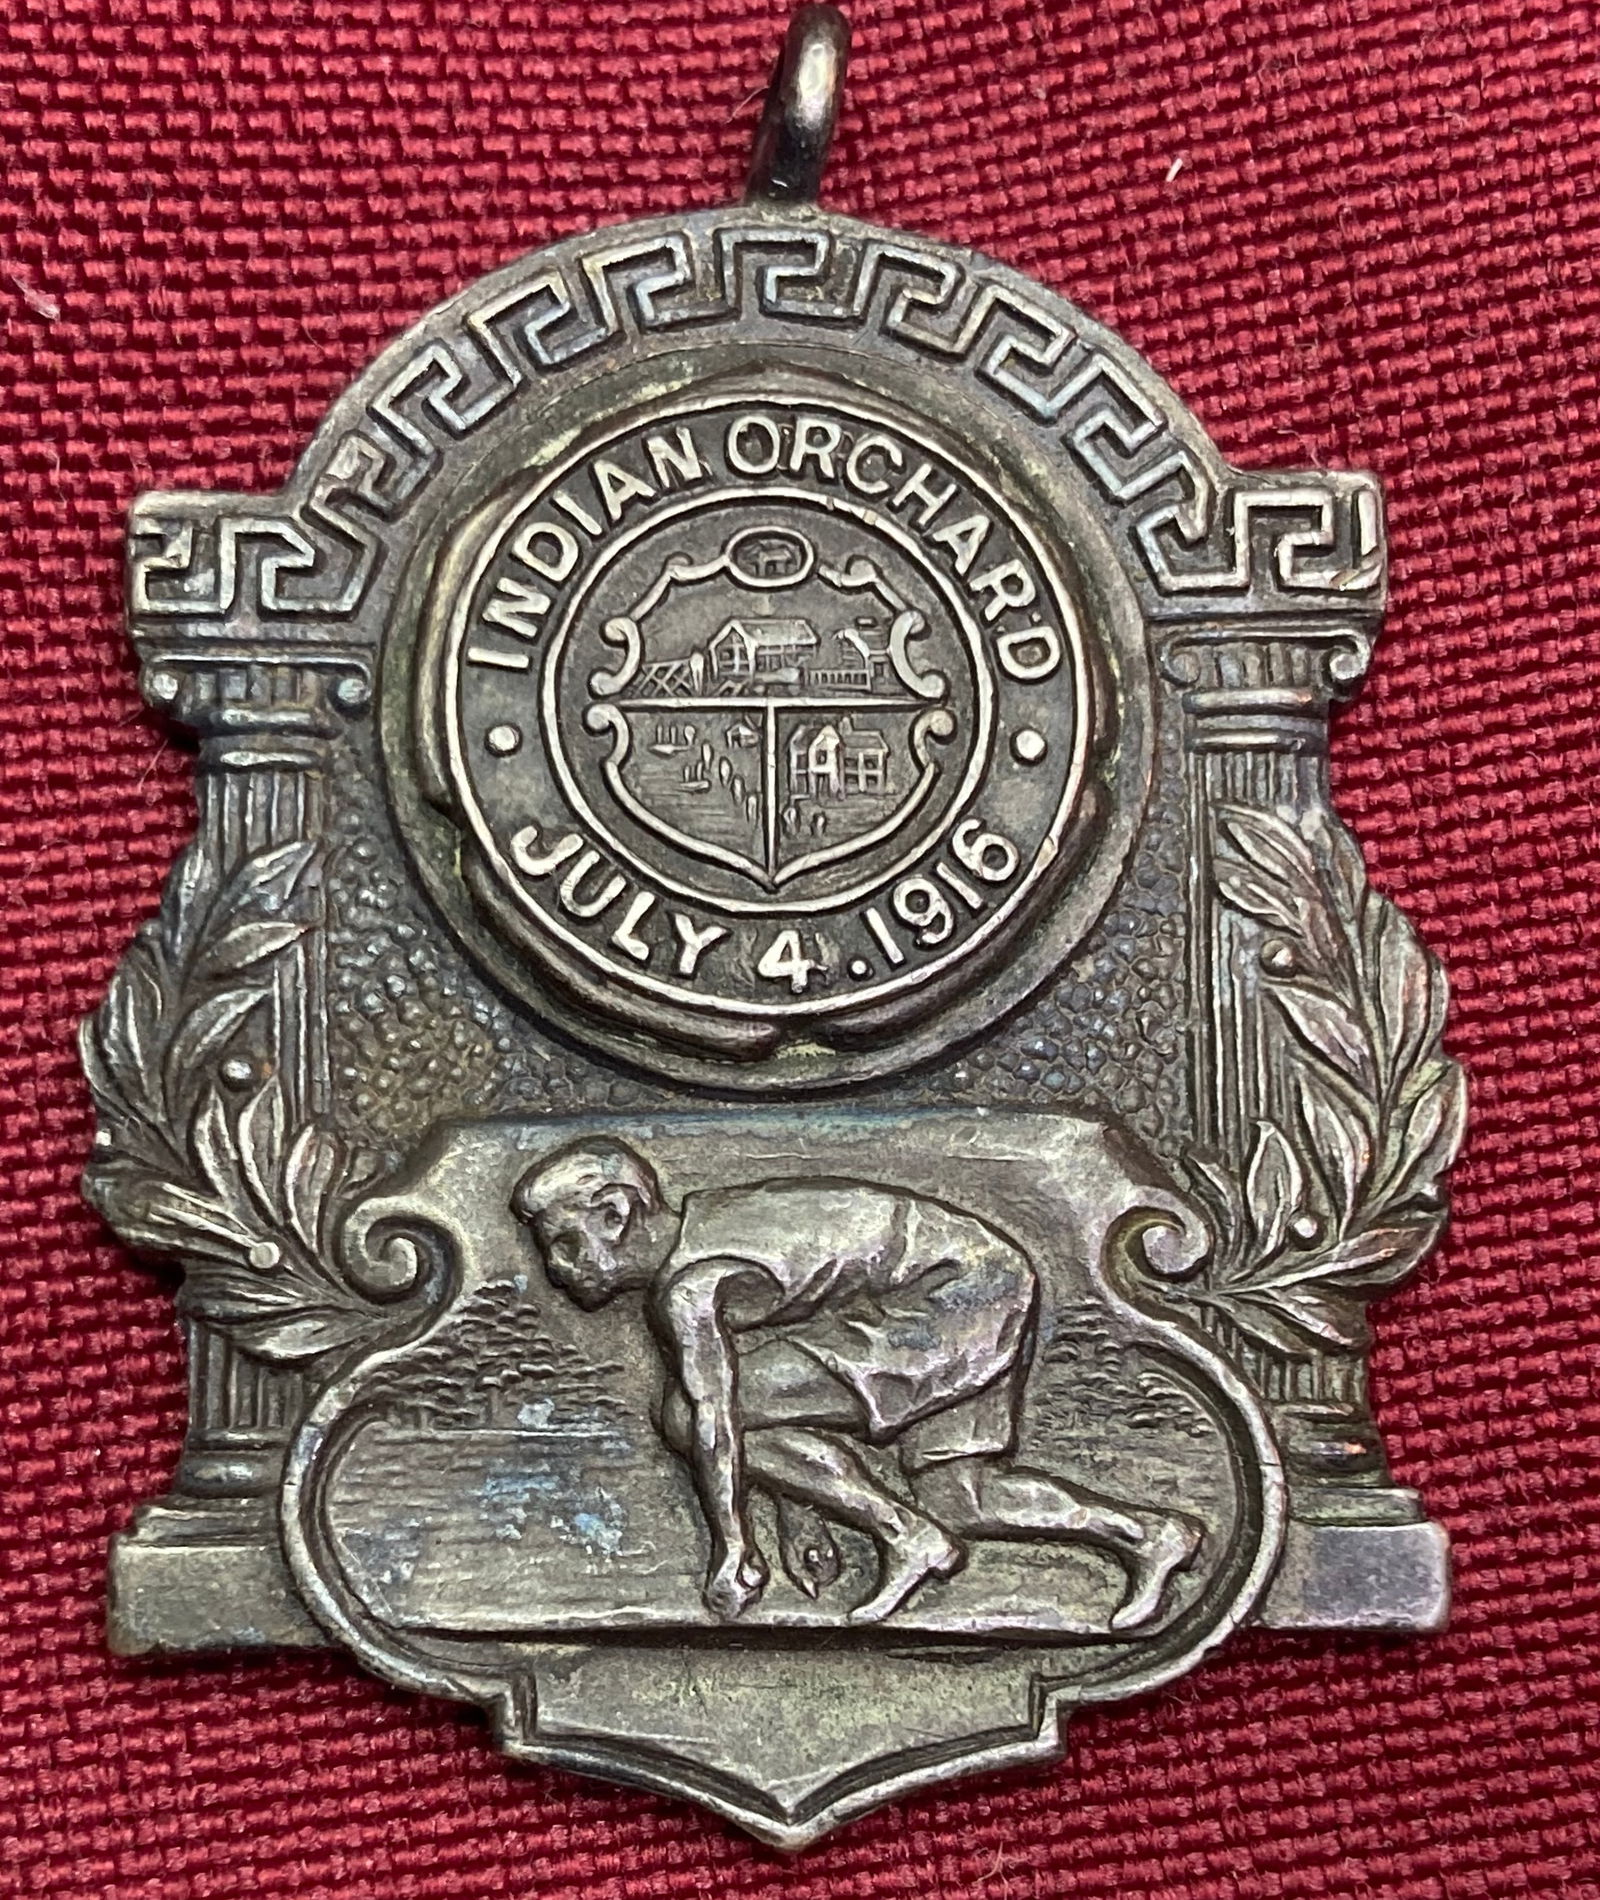 INDIAN ORCHARD
JULY 4 . 1916